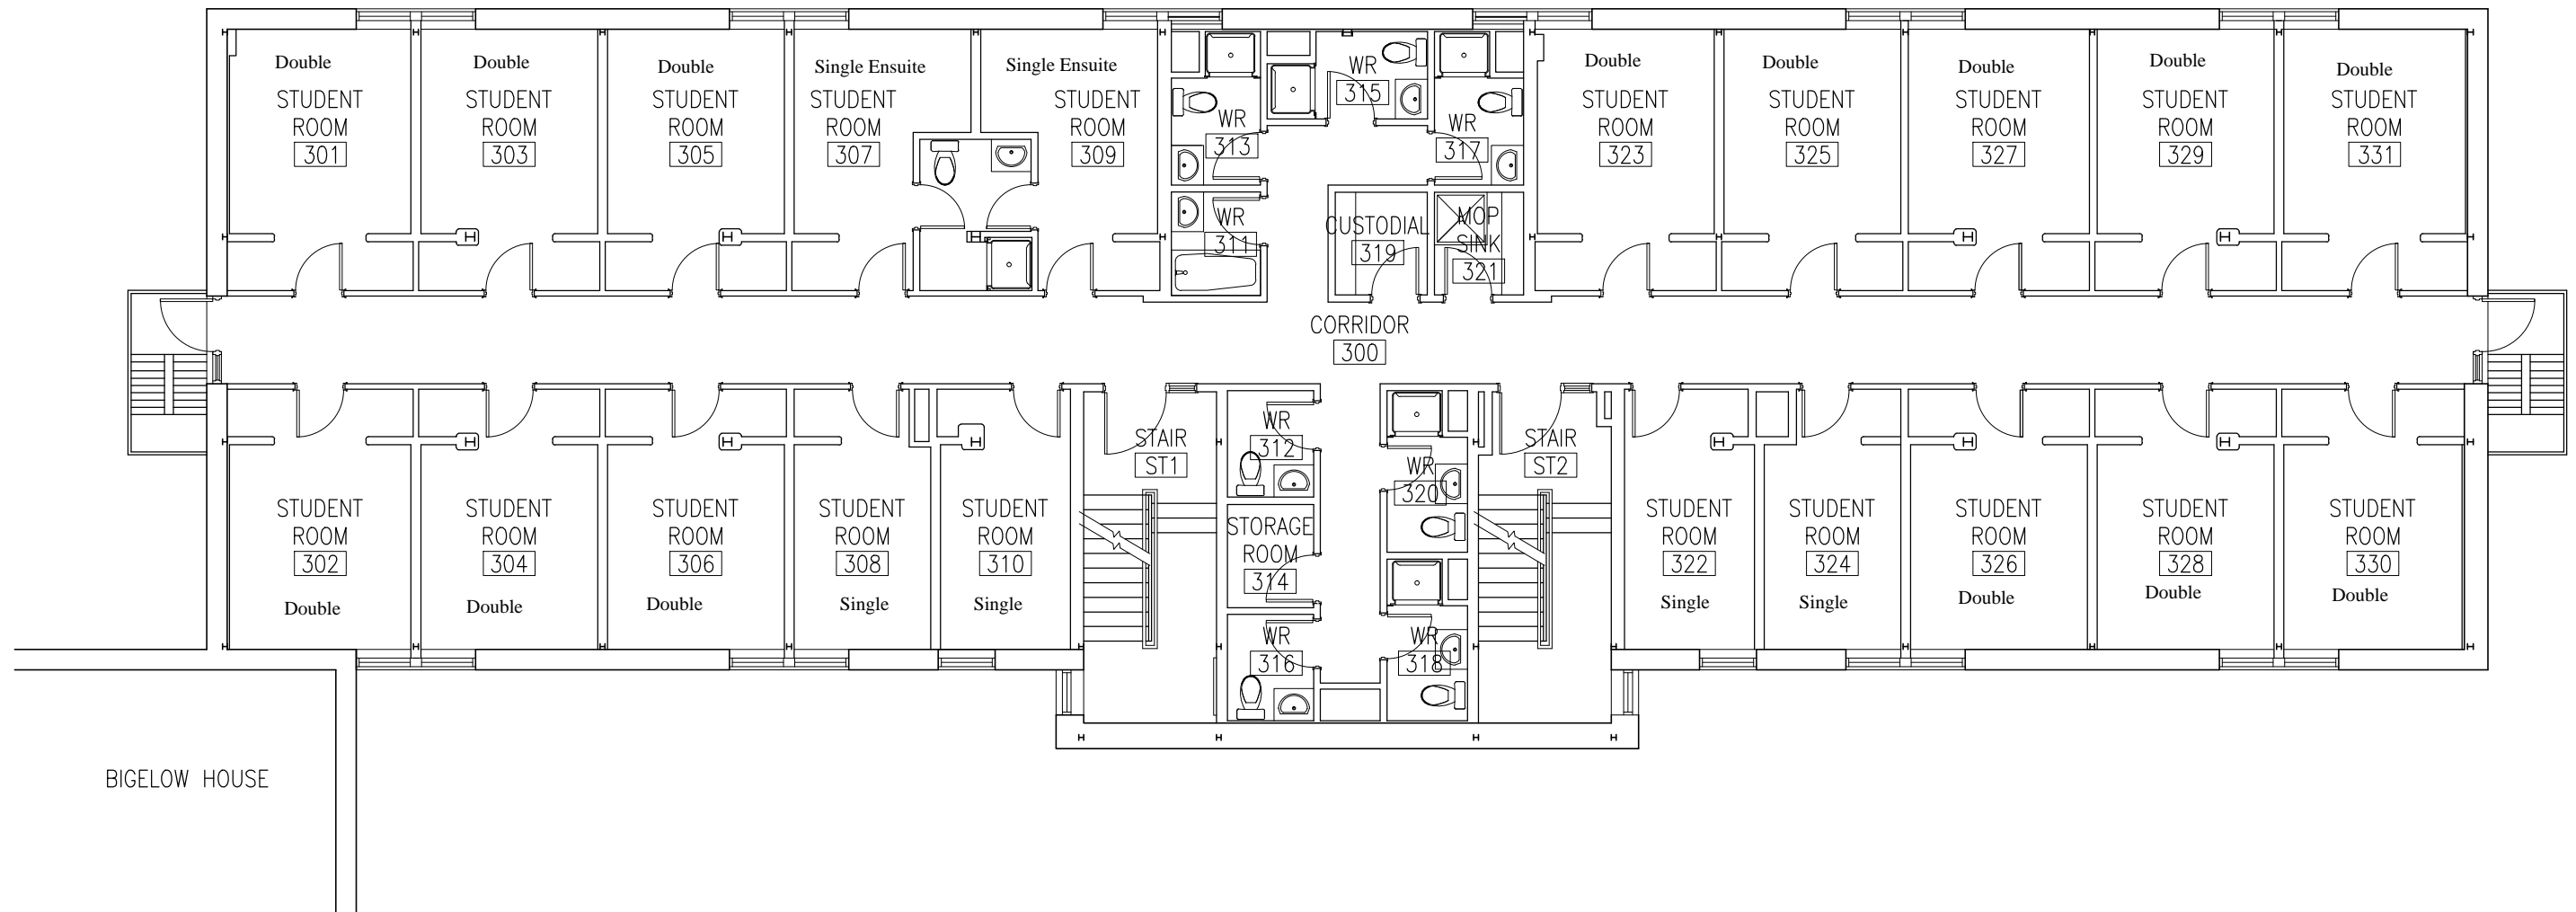 Double
STUDENT
ROOM
301
Double
STUDENT
ROOM
303
Double
STUDENT
ROOM
305
Single Ensuite
STUDENT
ROOM
307
Single Ensuite
STUDENT
ROOM
309
WR
313
WR
311
WR
315
WR
317
CUSTODIAL
319
MOP
SINK
321
Double
STUDENT
ROOM
323
Double
STUDENT
ROOM
325
Double
STUDENT
ROOM
327
Double
STUDENT
ROOM
329
Double
STUDENT
ROOM
331
CORRIDOR
300
STUDENT
ROOM
302
Double
STUDENT
ROOM
304
Double
STUDENT
ROOM
306
Double
STUDENT
ROOM
308
Single
STUDENT
ROOM
310
Single
STAIR
ST1
WR
312
STORAGE
ROOM
314
WR
316
WR
320
WR
318
STAIR
ST2
STUDENT
ROOM
322
Single
STUDENT
ROOM
324
Single
STUDENT
ROOM
326
Double
STUDENT
ROOM
328
Double
STUDENT
ROOM
330
Double
BIGELOW HOUSE